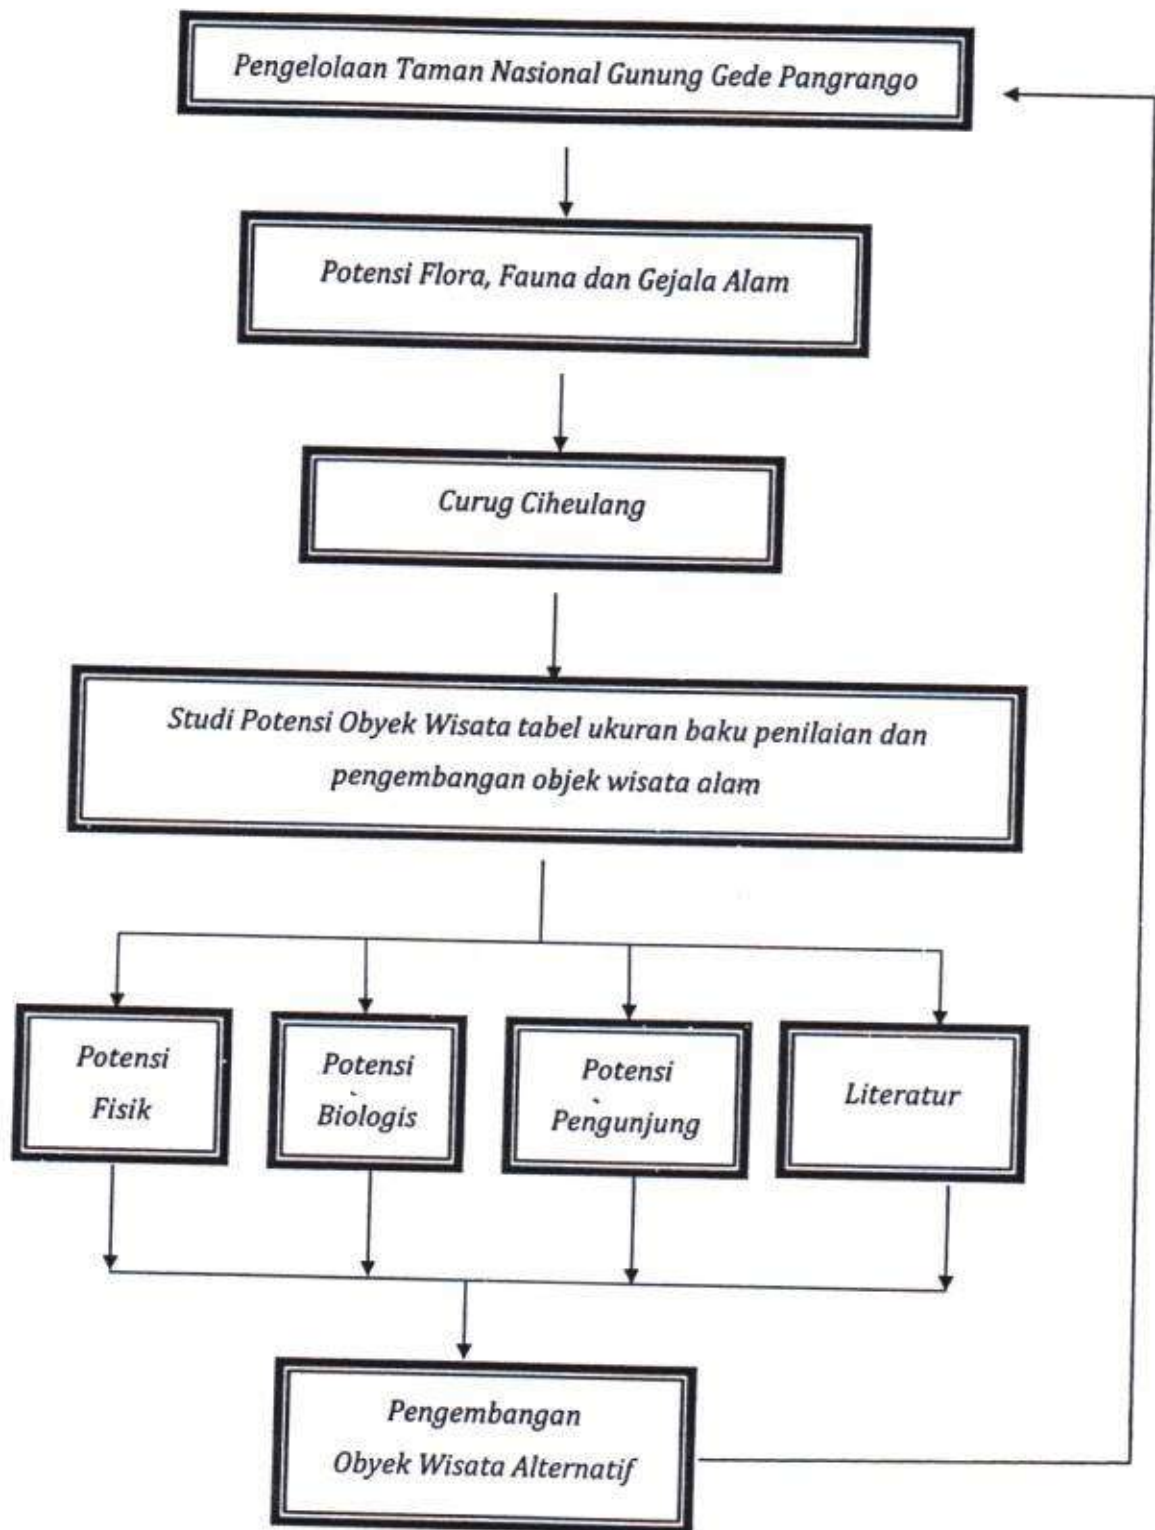 Pengelolaan Taman Nasional Gunung Gede Pangrango
Potensi Flora, Fauna dan Gejala Alam
Curug Ciheulang
Studi Potensi Obyek Wisata tabel ukuran baku penilaian dan
pengembangan objek wisata alam
Potensi
Fisik
Potensi
Biologis
Potensi
Pengunjung
Literatur
Pengembangan
Obyek Wisata Alternatif